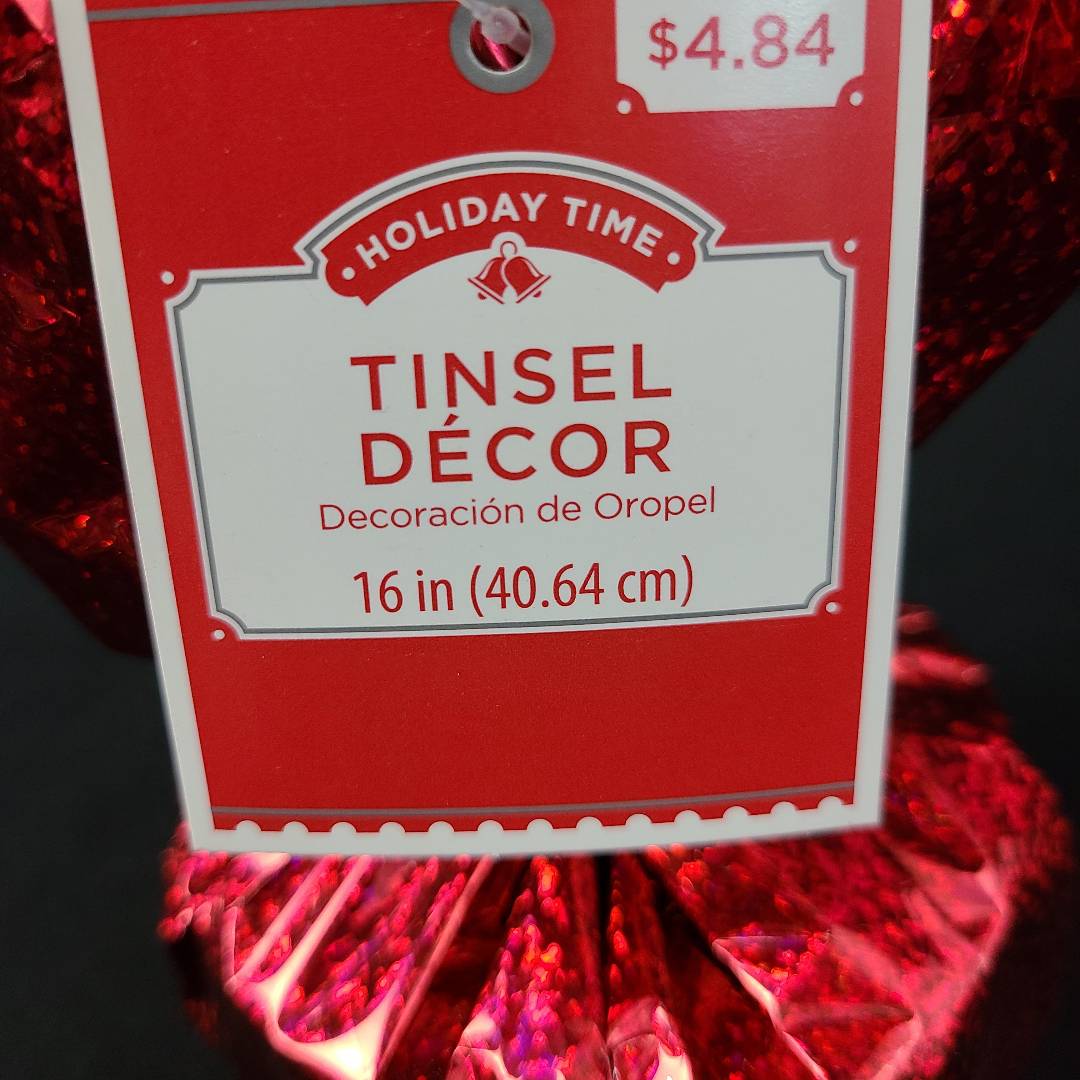 $4.84
HOLIDAY TIME
TINSEL
DÉCOR
Decoración de Oropel
16 in (40.64 cm)